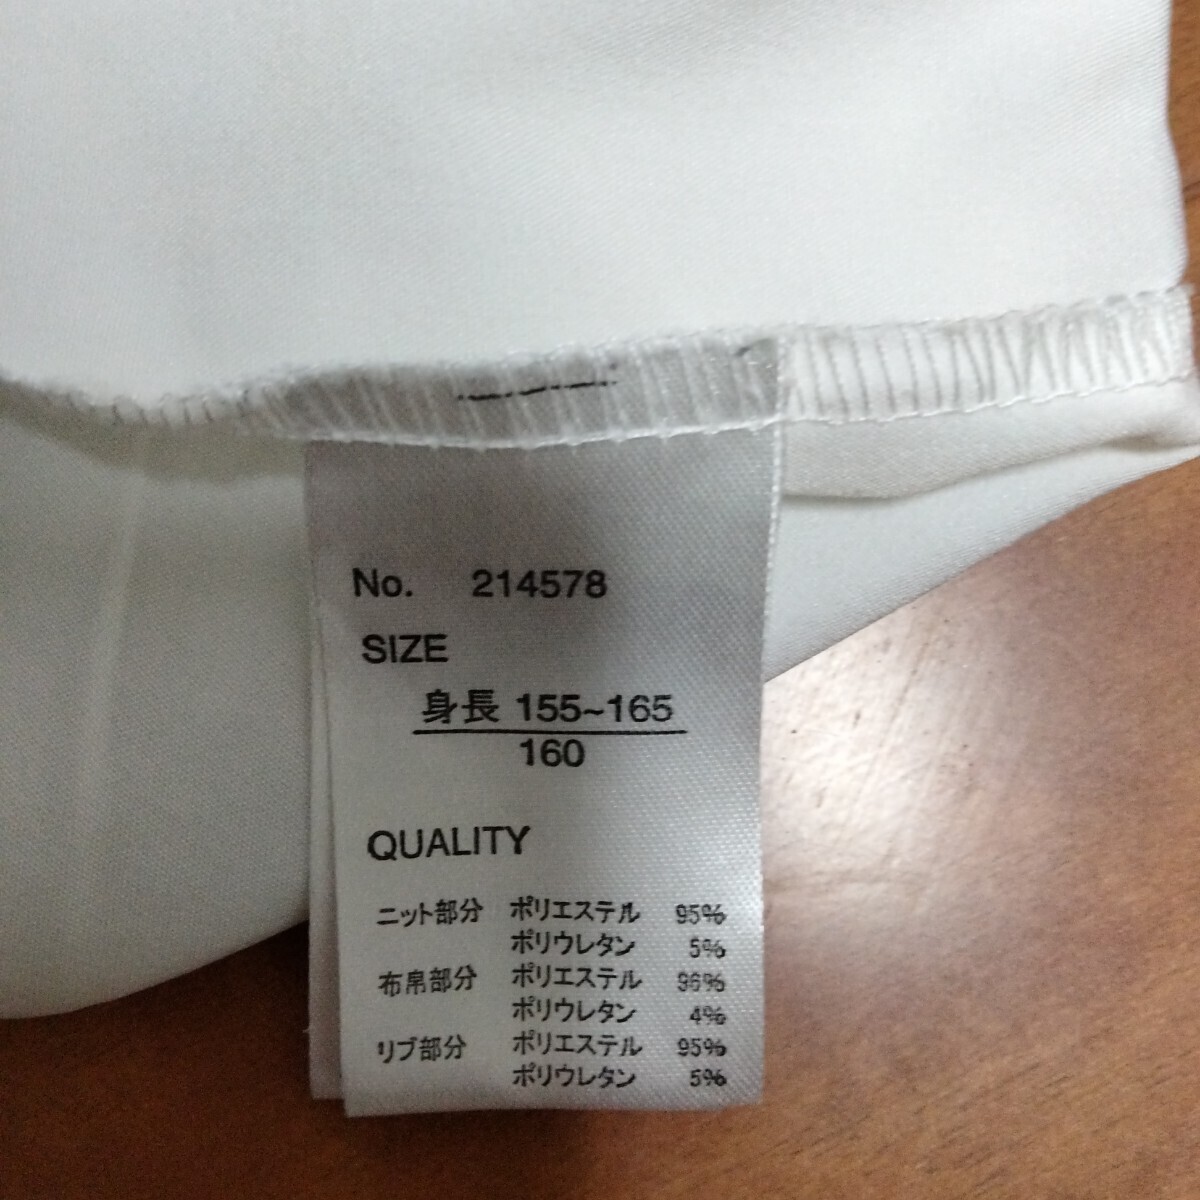 No. 214578
SIZE
身長 155~165
160
QUALITY
ニット部分 ポリエステル 95%
ポリウレタン 5%
布帛部分 ポリエステル 96%
ポリウレタン 4%
リブ部分 ポリエステル 95%
ポリウレタン 5%